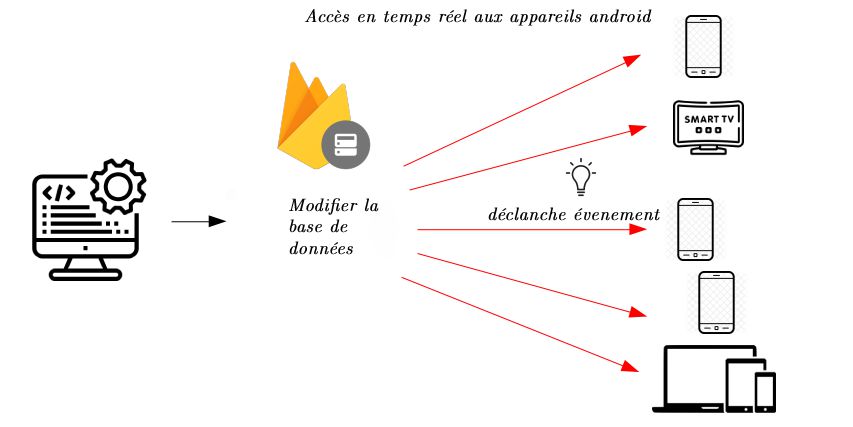 Accès en temps réel aux appareils android
SMART TV
</>
Modifier la
base de
données
déclanche évenement